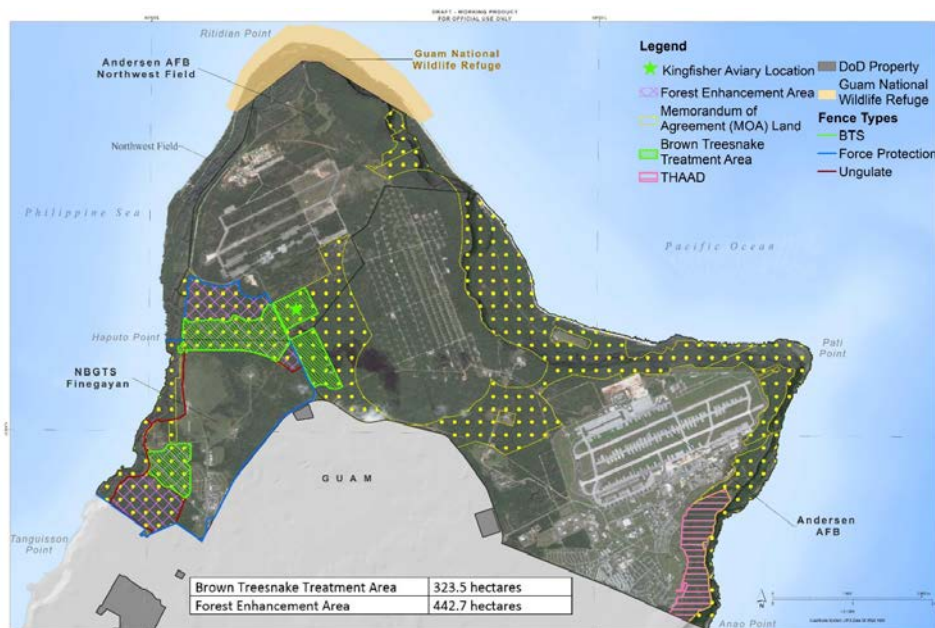 DRAFT - WORKING PRODUCT
FOR OFFICIAL USE ONLY
Ritidian Point
Guam National
Wildlife Refuge
Andersen AFB
Northwest Field
Northwest Field
Philippine Sea
Pacific Ocean
Haputo Point
NBGTS
Finegayan
Pati
Point
GUAM
Tanguisson
Point
Andersen
AFB
Anao Point
N
Legend
Kingfisher Aviary Location
Forest Enhancement Area
Memorandum of
Agreement (MOA) Land
Brown Treesnake
Treatment Area
THAAD
DoD Property
Guam National
Wildlife Refuge
Fence Types
BTS
Force Protection
Ungulate
Brown Treesnake Treatment Area 323.5 hectares
Forest Enhancement Area 442.7 hectares